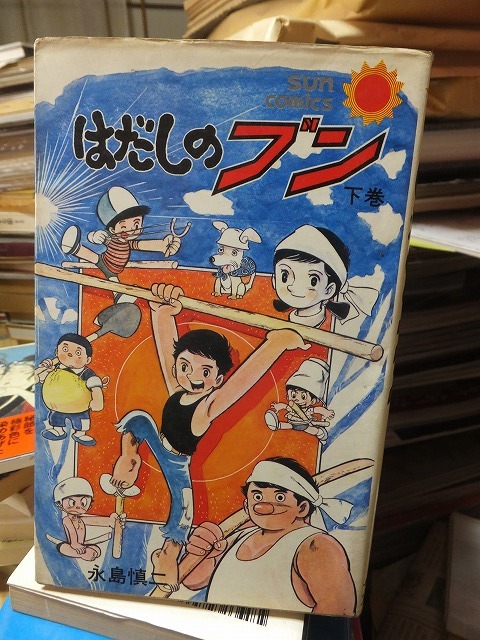 sun
comics
はだしの
ブン
下巻
永島慎二